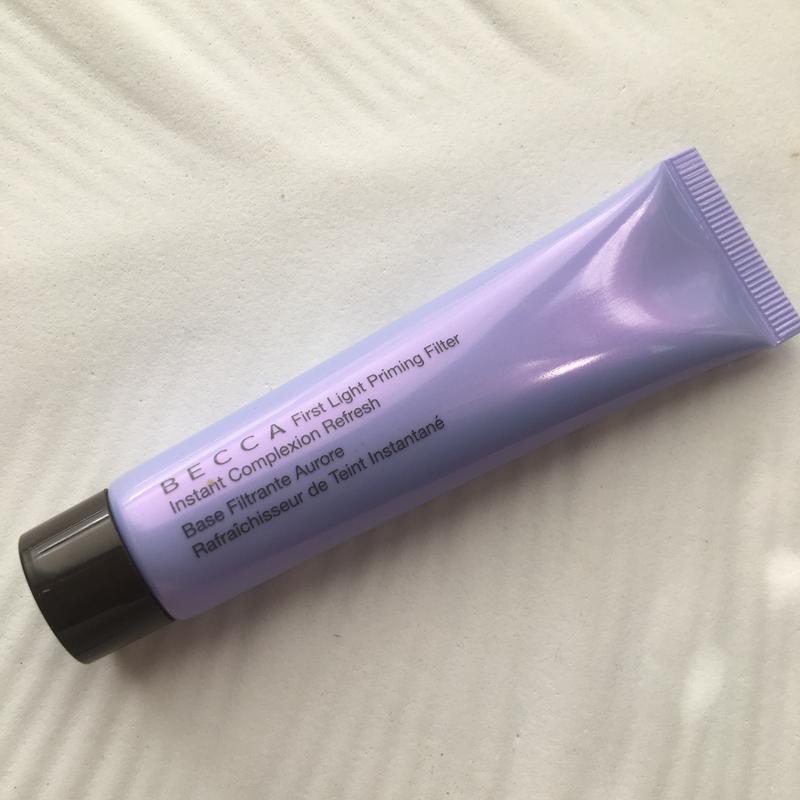 BECCA First Light Priming Filter
Instant Complexion Refresh
Base Filtrante Aurore
Rafraîchisseur de Teint Instantané